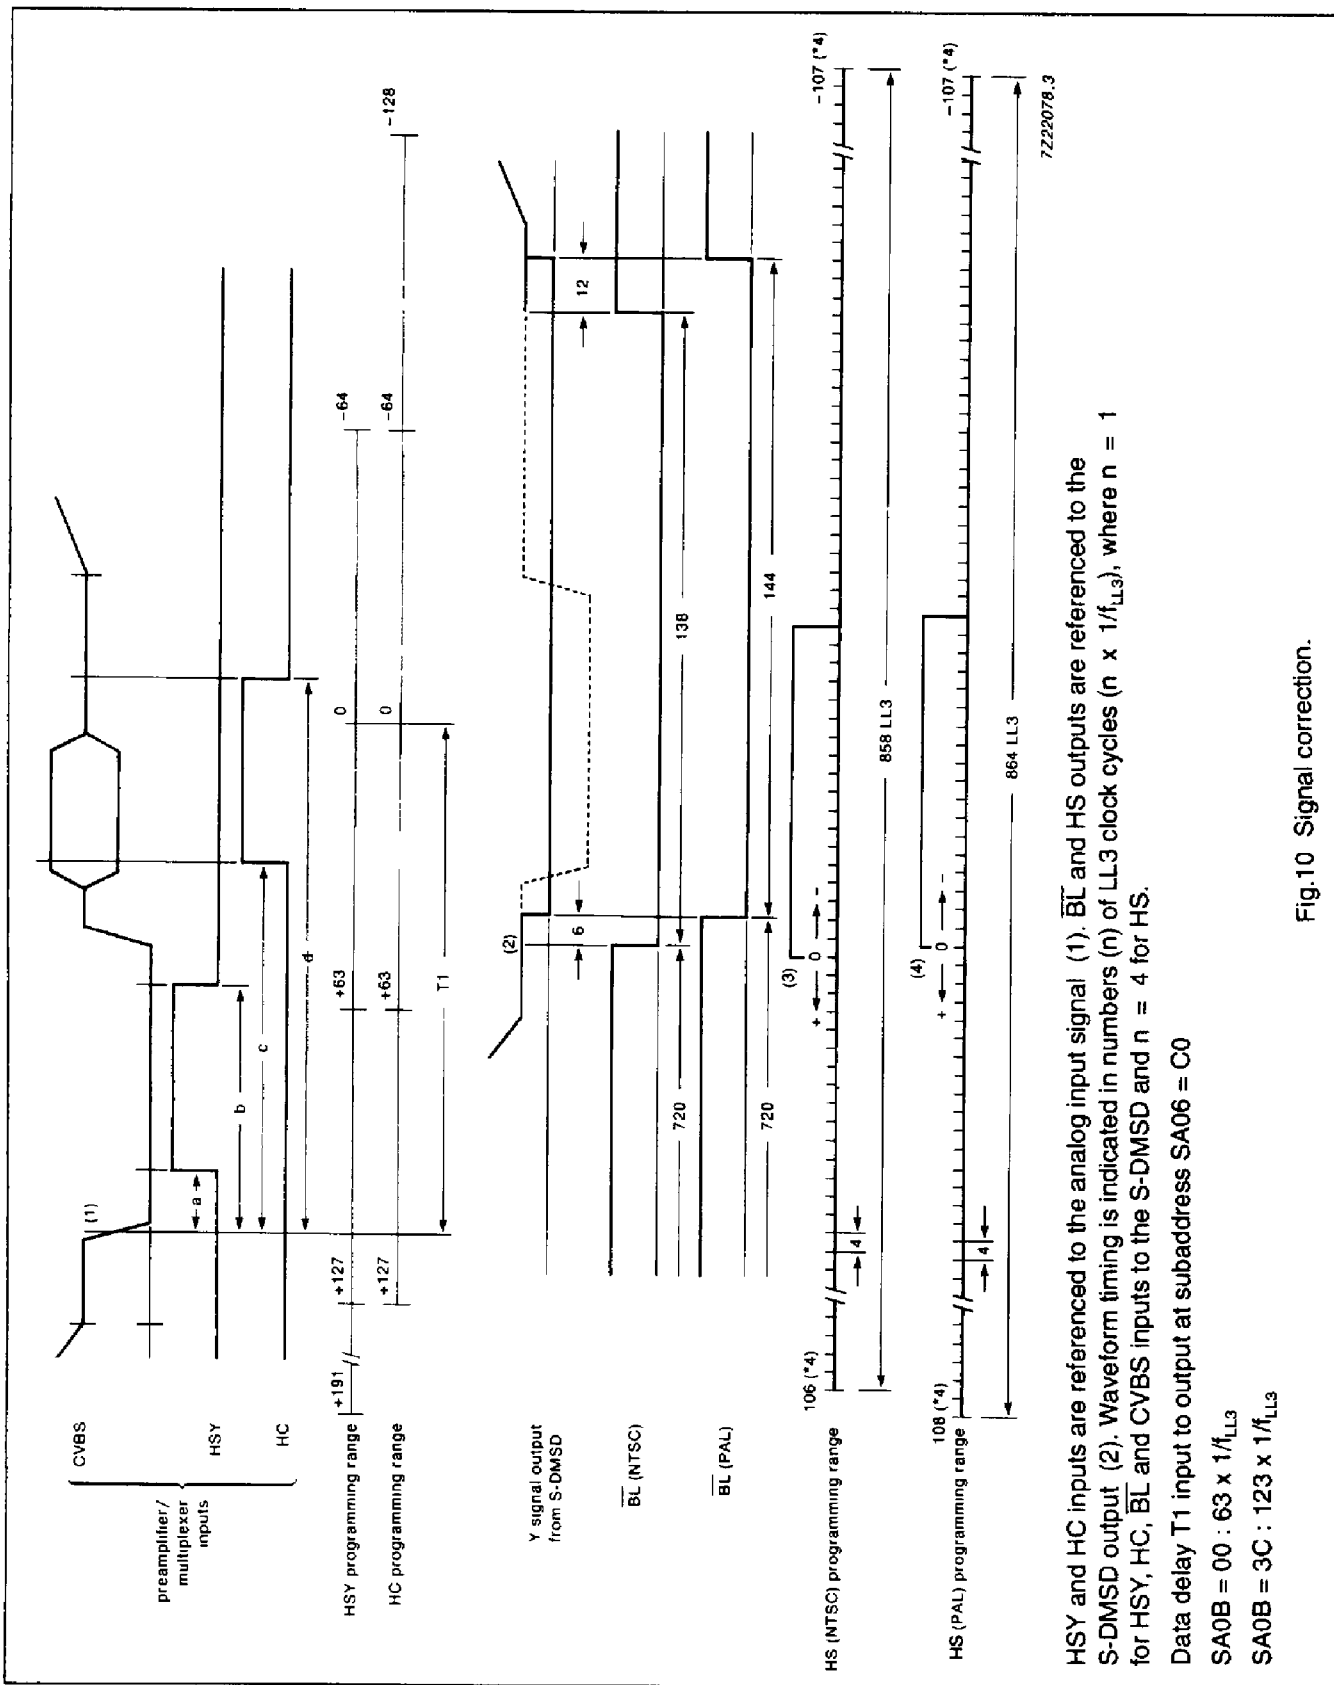 CVBS
(1)
preamplifier/
multiplexer
inputs
HSY
a
b
HC
c
d
HSY programming range
+191
+127
+63
0
-64
HC programming range
+127
+63
0
-64
-128
T1
Y signal output
from S-DMSD
(2)
6
12
BL (NTSC)
720
138
BL (PAL)
720
144
HS (NTSC) programming range
106 (*4)
4
(3)
+ 0 -
-107 (*4)
858 LL3
HS (PAL) programming range
108 (*4)
4
(4)
+ 0 -
-107 (*4)
864 LL3
7Z22078.3
HSY and HC inputs are referenced to the analog input signal (1). BL and HS outputs are referenced to the
S-DMSD output (2). Waveform timing is indicated in numbers (n) of LL3 clock cycles (n x 1/fLL3), where n = 1
for HSY, HC, BL and CVBS inputs to the S-DMSD and n = 4 for HS.
Data delay T1 input to output at subaddress SA06 = C0
SA0B = 00 : 63 x 1/fLL3
SA0B = 3C : 123 x 1/fLL3
Fig.10 Signal correction.